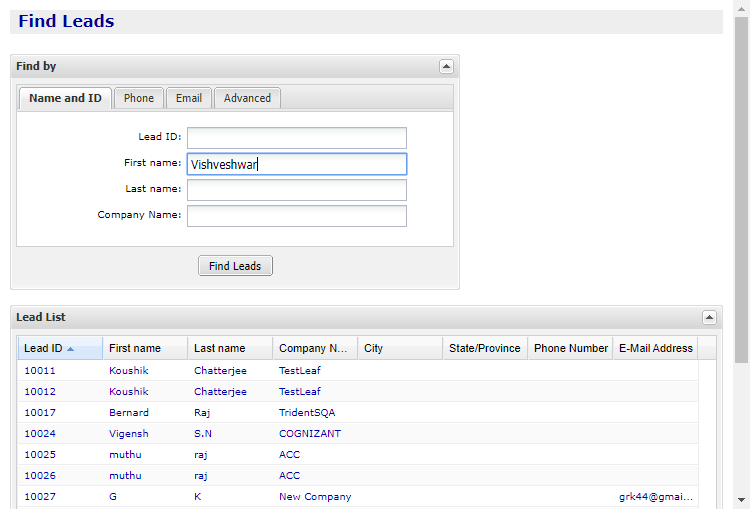 Find Leads
Find by
Name and ID Phone Email Advanced
Lead ID:
First name: Vishveshwar
Last name:
Company Name:
Find Leads
Lead List
Lead ID First name Last name Company N... City State/Province Phone Number E-Mail Address
10011 Koushik Chatterjee TestLeaf
10012 Koushik Chatterjee TestLeaf
10017 Bernard Raj TridentSQA
10024 Vigensh S.N COGNIZANT
10025 muthu raj ACC
10026 muthu raj ACC
10027 G K New Company grk44@gmai...